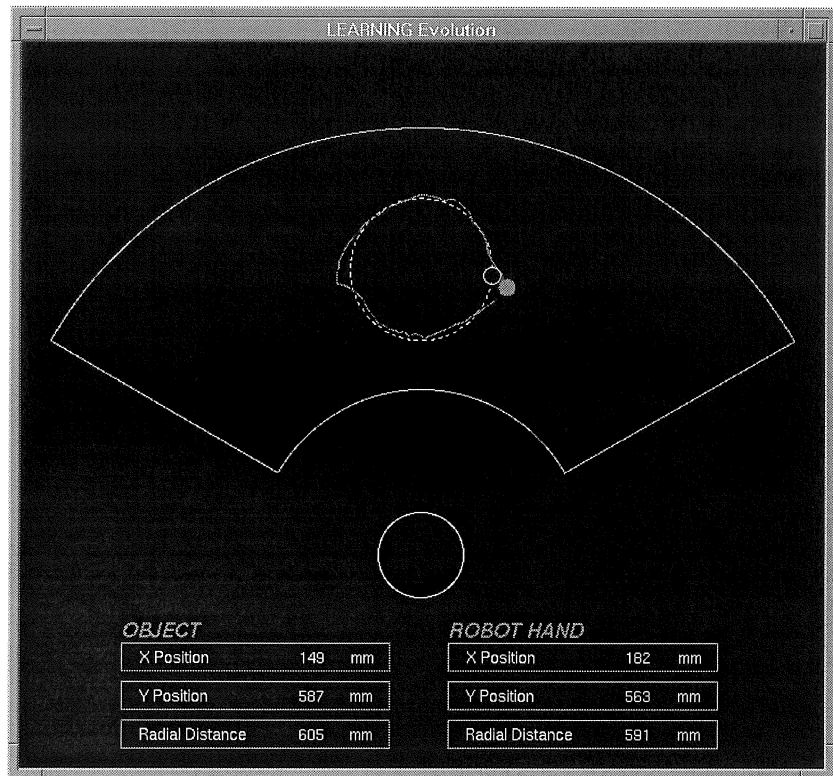 LEARNING Evolution
OBJECT
X Position 149 mm
Y Position 587 mm
Radial Distance 605 mm
ROBOT HAND
X Position 182 mm
Y Position 563 mm
Radial Distance 591 mm